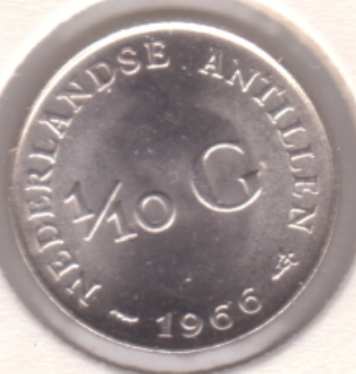 NEDERLANDSE ANTILLEN
1/10 G
1966